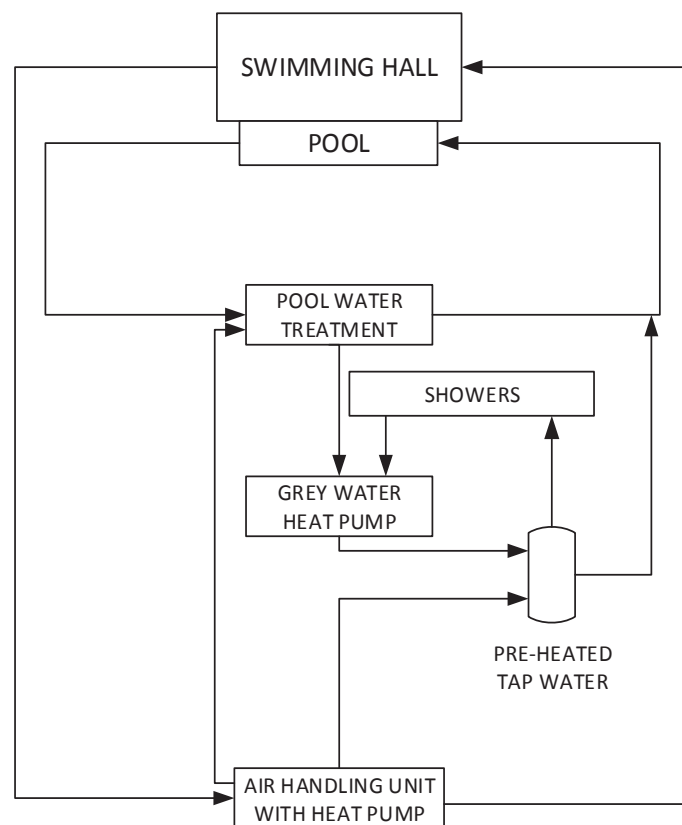 SWIMMING HALL
POOL
POOL WATER
TREATMENT
SHOWERS
GREY WATER
HEAT PUMP
PRE-HEATED
TAP WATER
AIR HANDLING UNIT
WITH HEAT PUMP